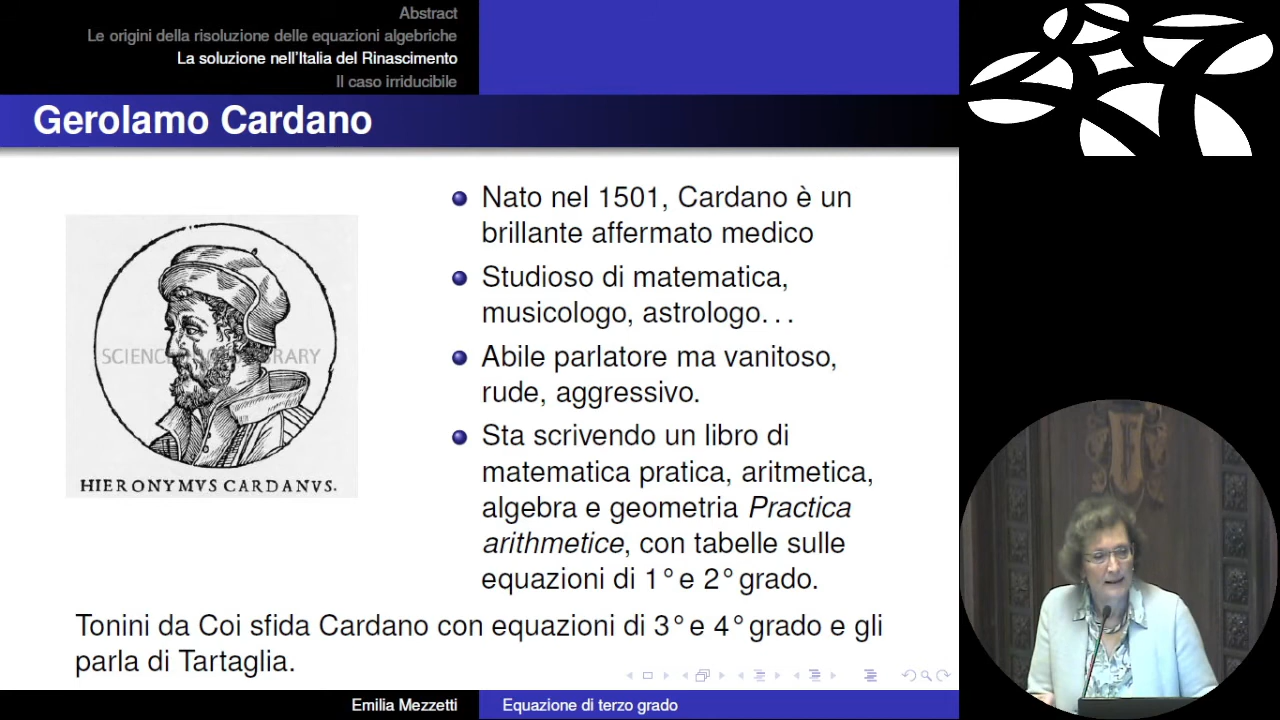 Abstract
Le origini della risoluzione delle equazioni algebriche
La soluzione nell'Italia del Rinascimento
Il caso irriducibile
Gerolamo Cardano
Nato nel 1501, Cardano è un
brillante affermato medico
Studioso di matematica,
musicologo, astrologo...
Abile parlatore ma vanitoso,
rude, aggressivo.
Sta scrivendo un libro di
matematica pratica, aritmetica,
algebra e geometria Practica
arithmetice, con tabelle sulle
equazioni di 1° e 2° grado.
HIERONYMVS CARDANVS.
Tonini da Coi sfida Cardano con equazioni di 3° e 4° grado e gli
parla di Tartaglia.
Emilia Mezzetti
Equazione di terzo grado